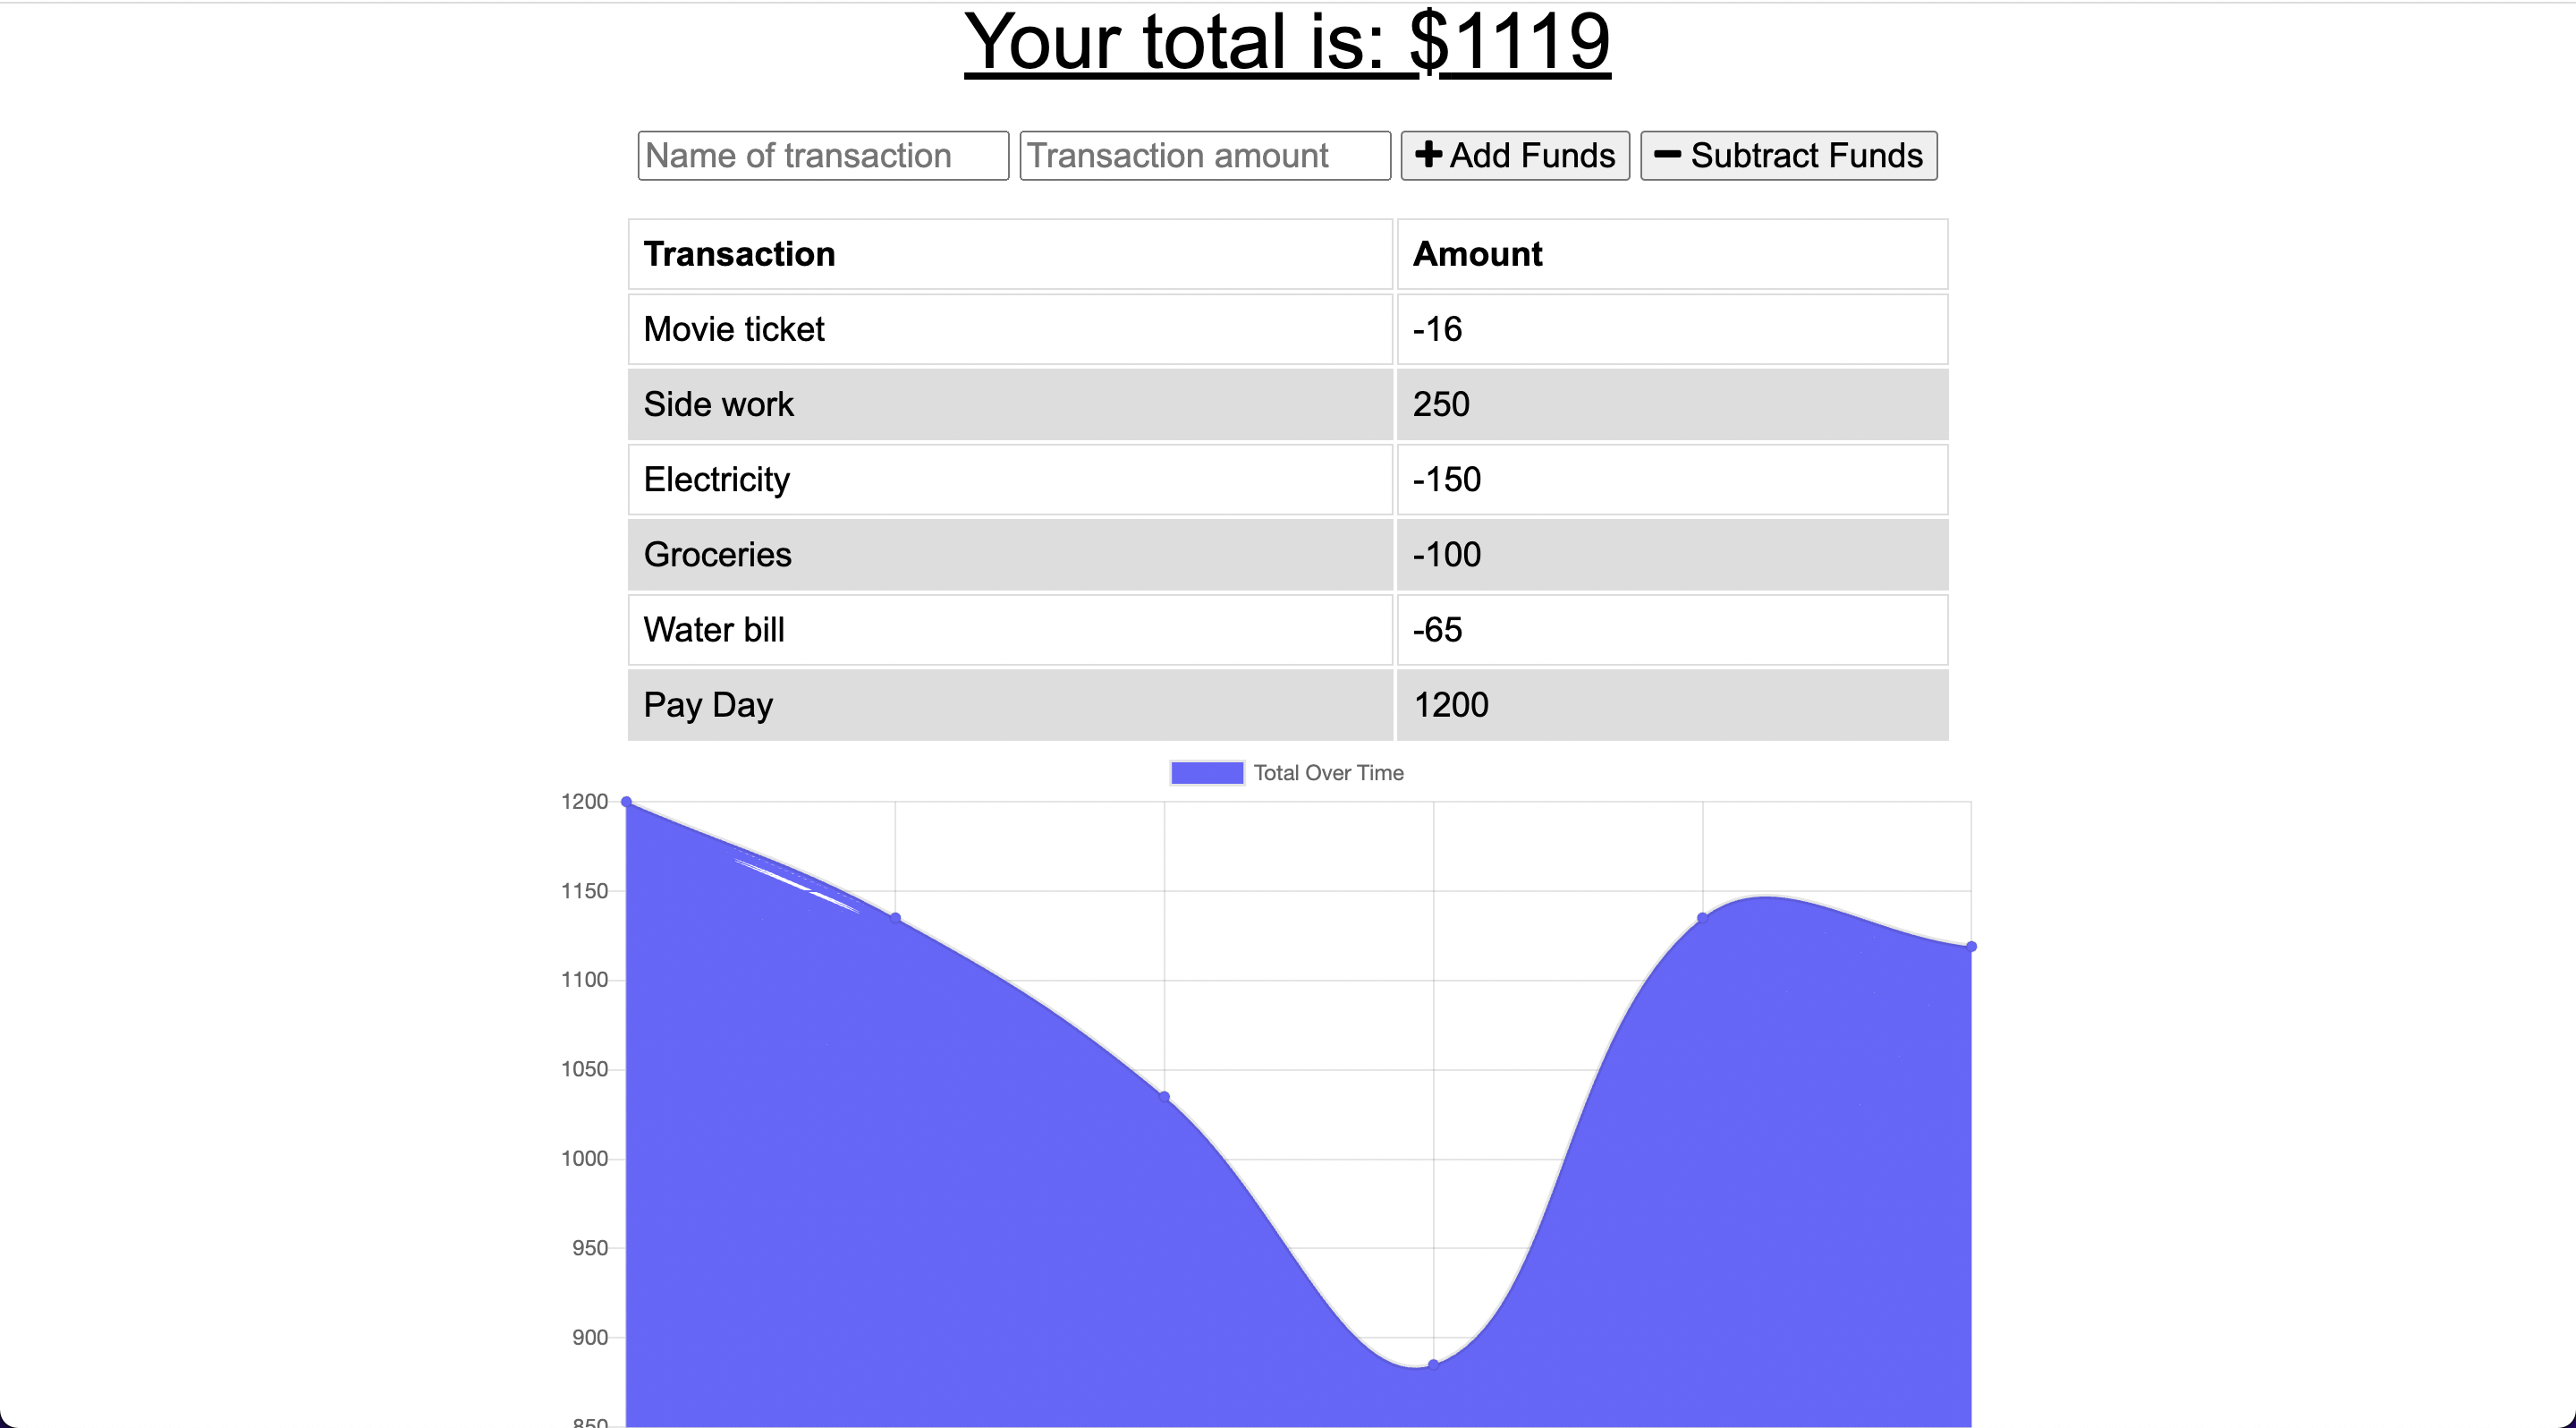 Your total is: $1119
Name of transaction Transaction amount Add Funds Subtract Funds
Transaction Amount
Movie ticket -16
Side work 250
Electricity -150
Groceries -100
Water bill -65
Pay Day 1200
Total Over Time
1200
1150
1100
1050
1000
950
900
850